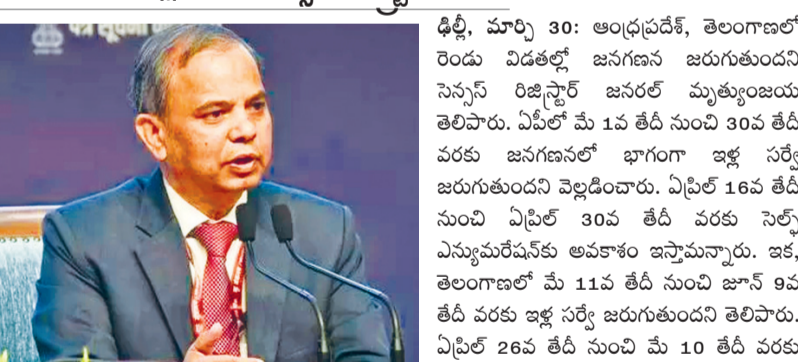 पत्र सूचना
ఢిల్లీ, మార్చి 30: ఆంధ్రప్రదేశ్, తెలంగాణలో
రెండు విడతల్లో జనగణన జరుగుతుందని
సెన్సస్ రిజిస్ట్రార్ జనరల్ మృత్యుంజయ
తెలిపారు. ఏపీలో మే 1వ తేదీ నుంచి 30వ తేదీ
వరకు జనగణనలో భాగంగా ఇళ్ల సర్వే
జరుగుతుందని వెల్లడించారు. ఏప్రిల్ 16వ తేదీ
నుంచి ఏప్రిల్ 30వ తేదీ వరకు సెల్ఫ్
ఎన్యుమరేషన్‌కు అవకాశం ఇస్తామన్నారు. ఇక,
తెలంగాణలో మే 11వ తేదీ నుంచి జూన్ 9వ
తేదీ వరకు ఇళ్ల సర్వే జరుగుతుందని తెలిపారు.
ఏప్రిల్ 26వ తేదీ నుంచి మే 10 తేదీ వరకు